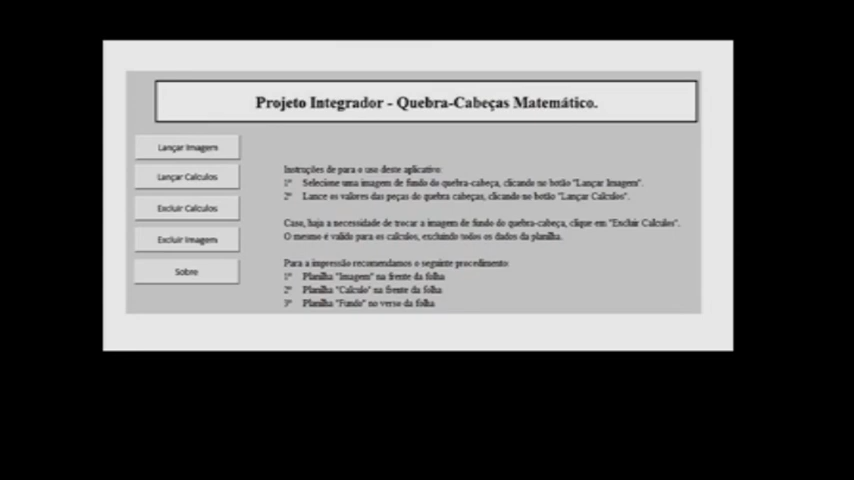 Projeto Integrador - Quebra-Cabeças Matemático.
Lançar Imagem
Lançar Calculos
Excluir Calculos
Excluir Imagem
Sobre
Instruções de para o uso deste aplicativo:
1º Selecione uma imagem de fundo do quebra-cabeça, clicando no botão "Lançar Imagem".
2º Lance os valores das peças do quebra cabeças, clicando no botão "Lançar Calculos".
Caso, haja a necessidade de trocar a imagem de fundo do quebra-cabeça, clique em "Excluir Calculos".
O mesmo é valido para os calculos, excluindo todos os dados da planilha.
Para a impressão recomendamos o seguinte procedimento:
1º Planilha "Imagem" na frente da folha
2º Planilha "Calculo" na frente da folha
3º Planilha "Fundo" no verso da folha